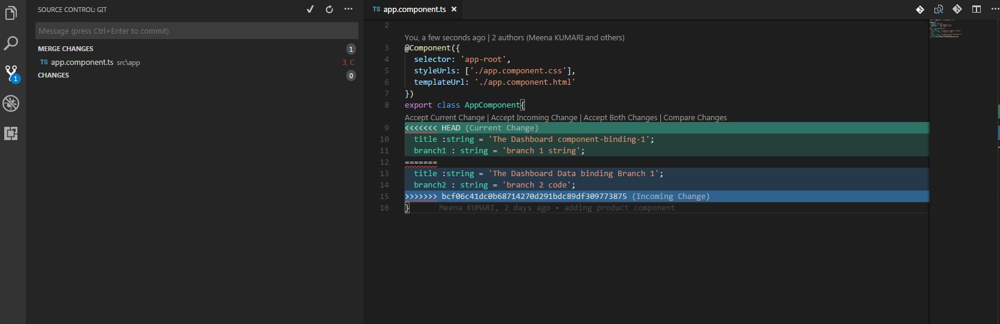 SOURCE CONTROL: GIT
Message (press Ctrl+Enter to commit)
MERGE CHANGES 1
TS app.component.ts src\app 3, C
CHANGES 0
1
TS app.component.ts
2
You, a few seconds ago | 2 authors (Meena KUMARI and others)
3 @Component({
4 selector: 'app-root',
5 styleUrls: ['./app.component.css'],
6 templateUrl: './app.component.html'
7 })
8 export class AppComponent{
Accept Current Change | Accept Incoming Change | Accept Both Changes | Compare Changes
9 <<<<<<< HEAD (Current Change)
10 title :string = 'The Dashboard component-binding-1';
11 branch1 : string = 'branch 1 string';
12 =======
13 title :string = 'The Dashboard Data binding Branch 1';
14 branch2 : string = 'branch 2 code';
15 >>>>>>> bcf06c41dc0b68714270d291bdc89df309773875 (Incoming Change)
16 } Meena KUMARI, 2 days ago • adding product component